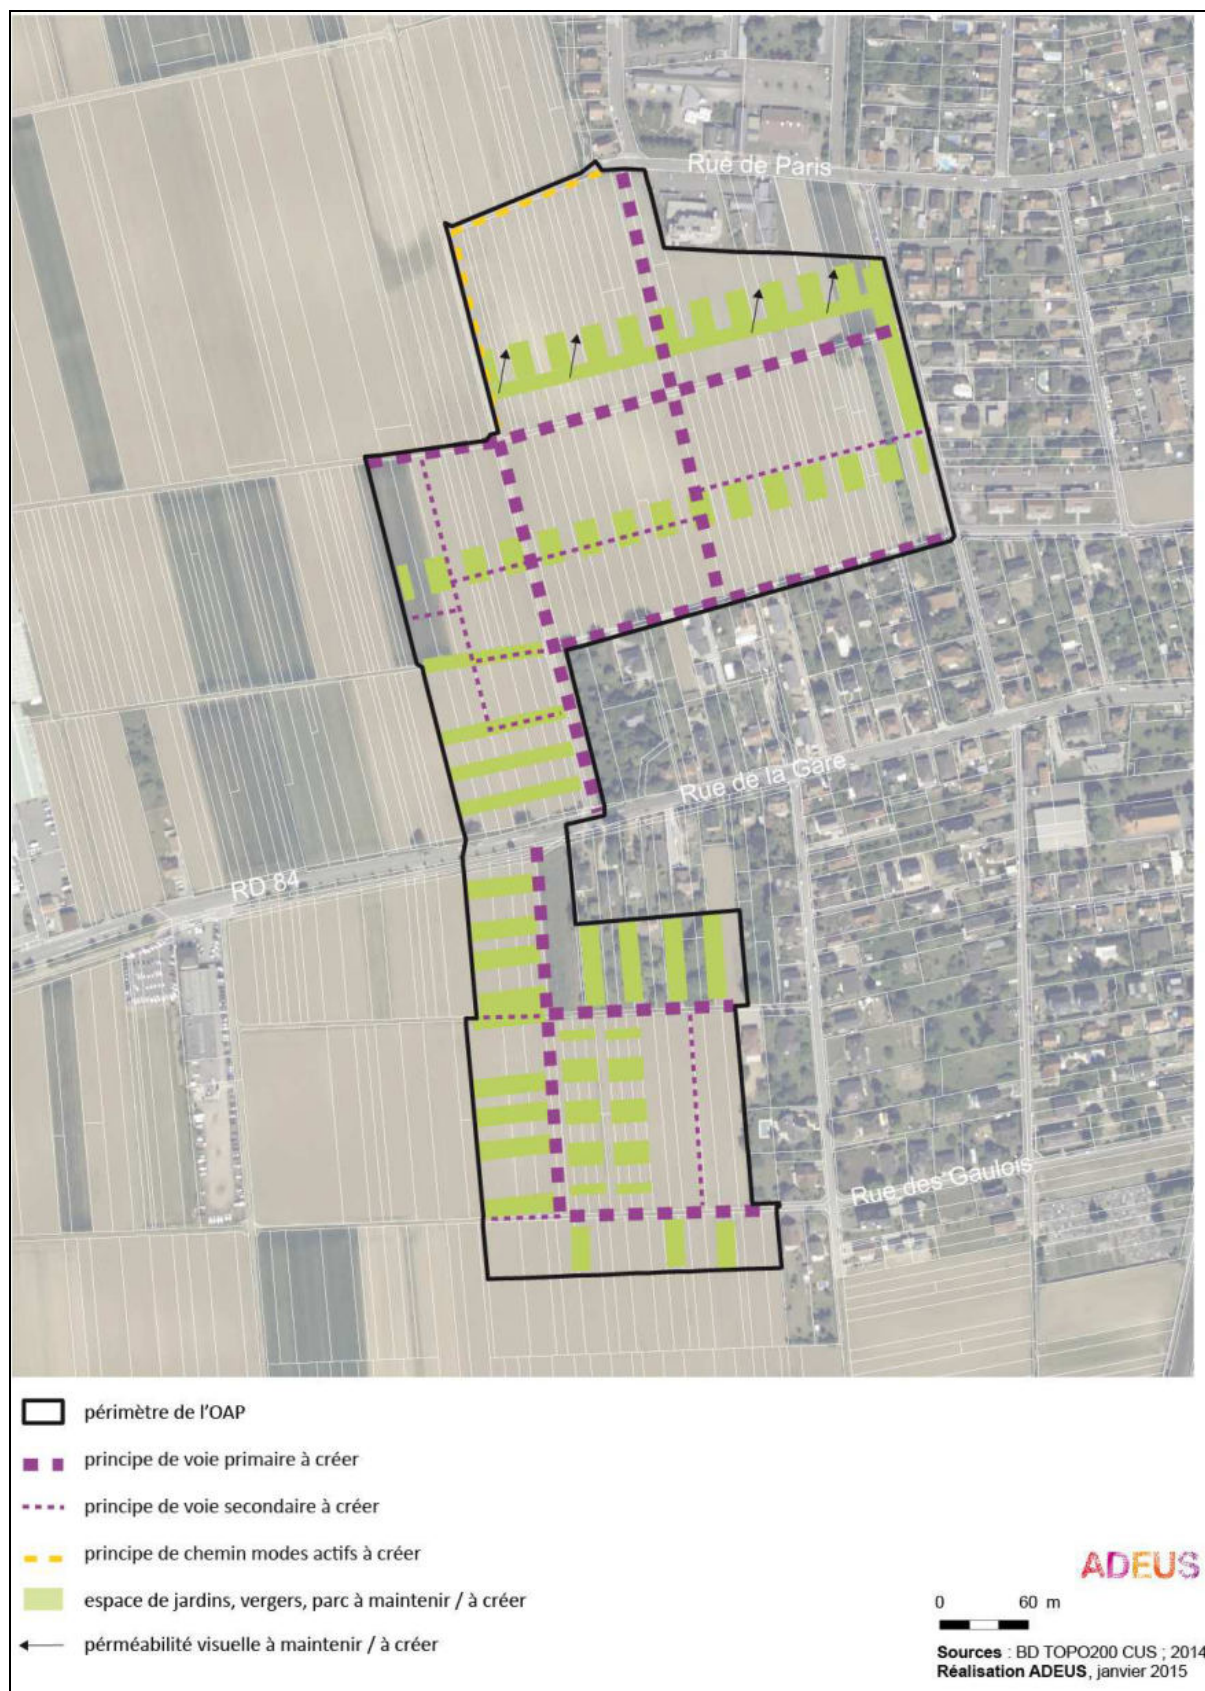 Rue de Paris
Rue de la Gare
RD 84
Rue des Gaulois
périmètre de l'OAP
principe de voie primaire à créer
principe de voie secondaire à créer
principe de chemin modes actifs à créer
espace de jardins, vergers, parc à maintenir / à créer
pérméabilité visuelle à maintenir / à créer
ADEUS
0 60 m
Sources : BD TOPO200 CUS ; 2014
Réalisation ADEUS, janvier 2015